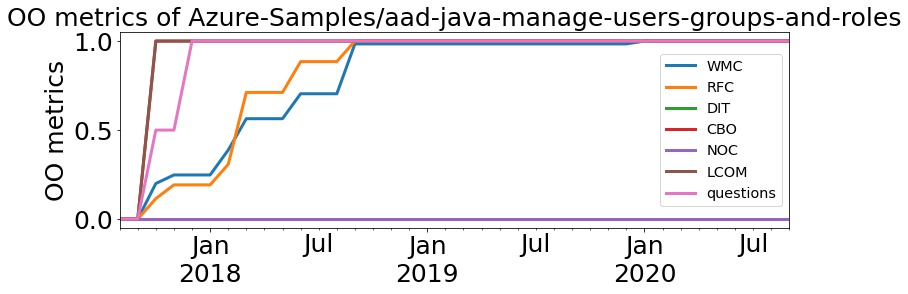 OO metrics of Azure-Samples/aad-java-manage-users-groups-and-roles
OO metrics
1.0
0.5
0.0
WMC
RFC
DIT
CBO
NOC
LCOM
questions
Jan Jul Jan Jul Jan Jul
2018 2019 2020